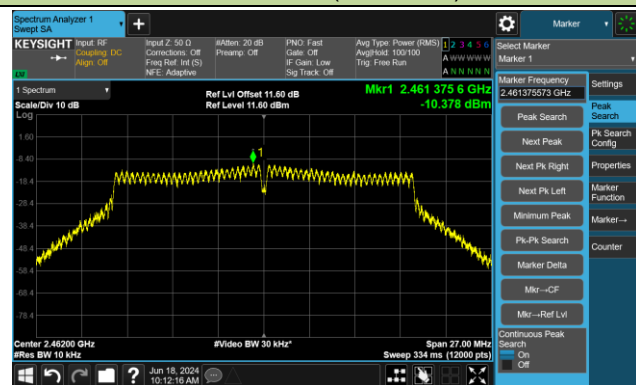 Spectrum Analyzer 1
Swept SA
Marker
KEYSIGHT
Input: RF
Coupling: DC
Align: Off
Input Z: 50 Ω
Corrections: Off
Freq Ref: Int (S)
NFE: Adaptive
#Atten: 20 dB
Preamp: Off
PNO: Fast
Gate: Off
IF Gain: Low
Sig Track: Off
Avg Type: Power (RMS)
Avg|Hold: 100/100
Trig: Free Run
1 2 3 4 5 6
A W W W W W
A N N N N N
LW
Select Marker
Marker 1
1 Spectrum
Scale/Div 10 dB
Log
Ref Lvl Offset 11.60 dB
Ref Level 11.60 dBm
Mkr1 2.461 375 6 GHz
-10.378 dBm
1.60
-8.40
-18.4
-28.4
-38.4
-48.4
-58.4
-68.4
-78.4
1
Center 2.46200 GHz
#Res BW 10 kHz
#Video BW 30 kHz*
Span 27.00 MHz
Sweep 334 ms (12000 pts)
Marker Frequency
2.461375573 GHz
Peak Search
Next Peak
Next Pk Right
Next Pk Left
Minimum Peak
Pk-Pk Search
Marker Delta
Mkr→CF
Mkr→Ref Lvl
Continuous Peak
Search
On
Off
Settings
Peak
Search
Pk Search
Config
Properties
Marker
Function
Marker→
Counter
Jun 18, 2024
10:12:16 AM